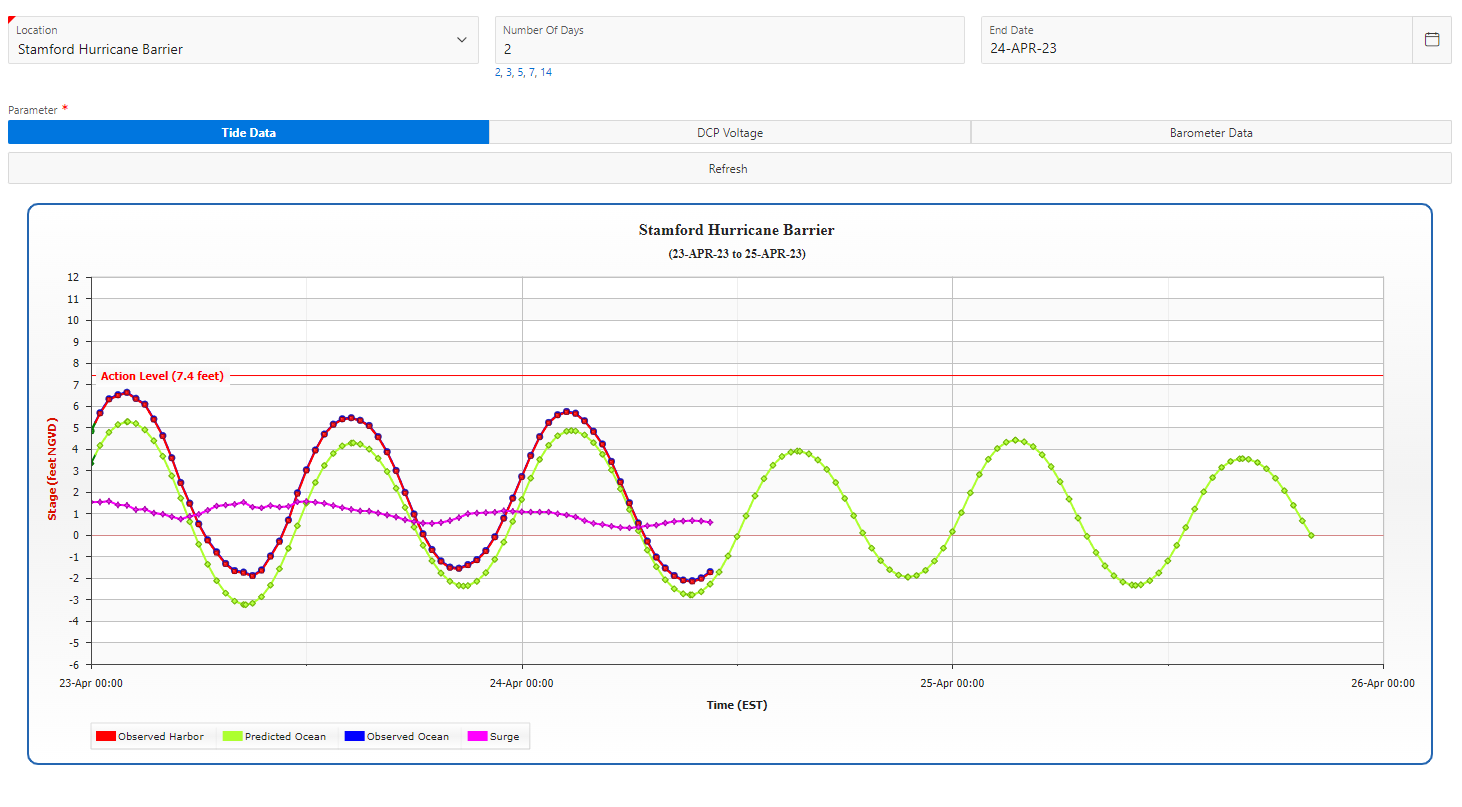 Location
Stamford Hurricane Barrier
Number Of Days
2
2, 3, 5, 7, 14
End Date
24-APR-23
Parameter *
Tide Data
DCP Voltage
Barometer Data
Refresh
Stamford Hurricane Barrier
(23-APR-23 to 25-APR-23)
Stage (feet NGVD)
12
11
10
9
8
Action Level (7.4 feet)
7
6
5
4
3
2
1
0
-1
-2
-3
-4
-5
-6
23-Apr 00:00
24-Apr 00:00
25-Apr 00:00
26-Apr 00:00
Time (EST)
Observed Harbor
Predicted Ocean
Observed Ocean
Surge